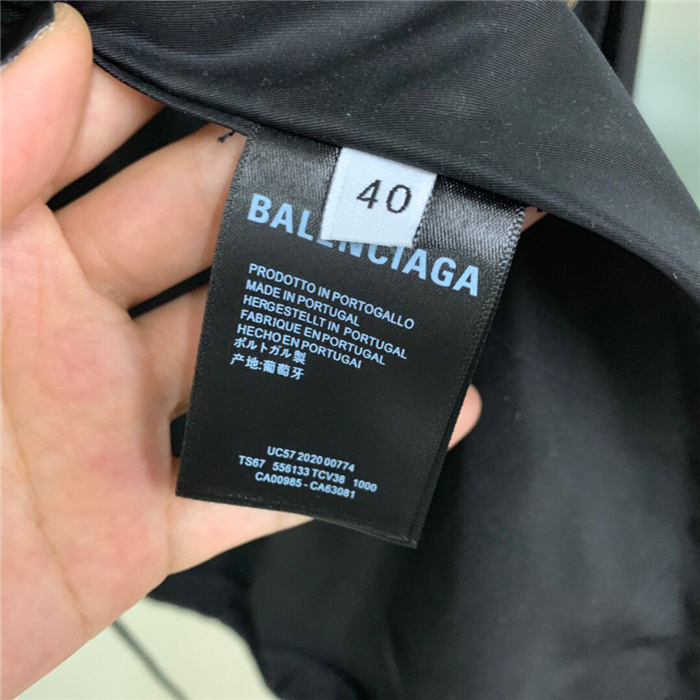 40
BALENCIAGA
PRODOTTO IN PORTOGALLO
MADE IN PORTUGAL
HERGESTELLT IN PORTUGAL
FABRIQUE EN PORTUGAL
HECHO EN PORTUGAI
ポルトガル製
产地:葡萄牙
UC57 2020 00774
TS67 556133 TCV38 1000
CA00985 - CA63081